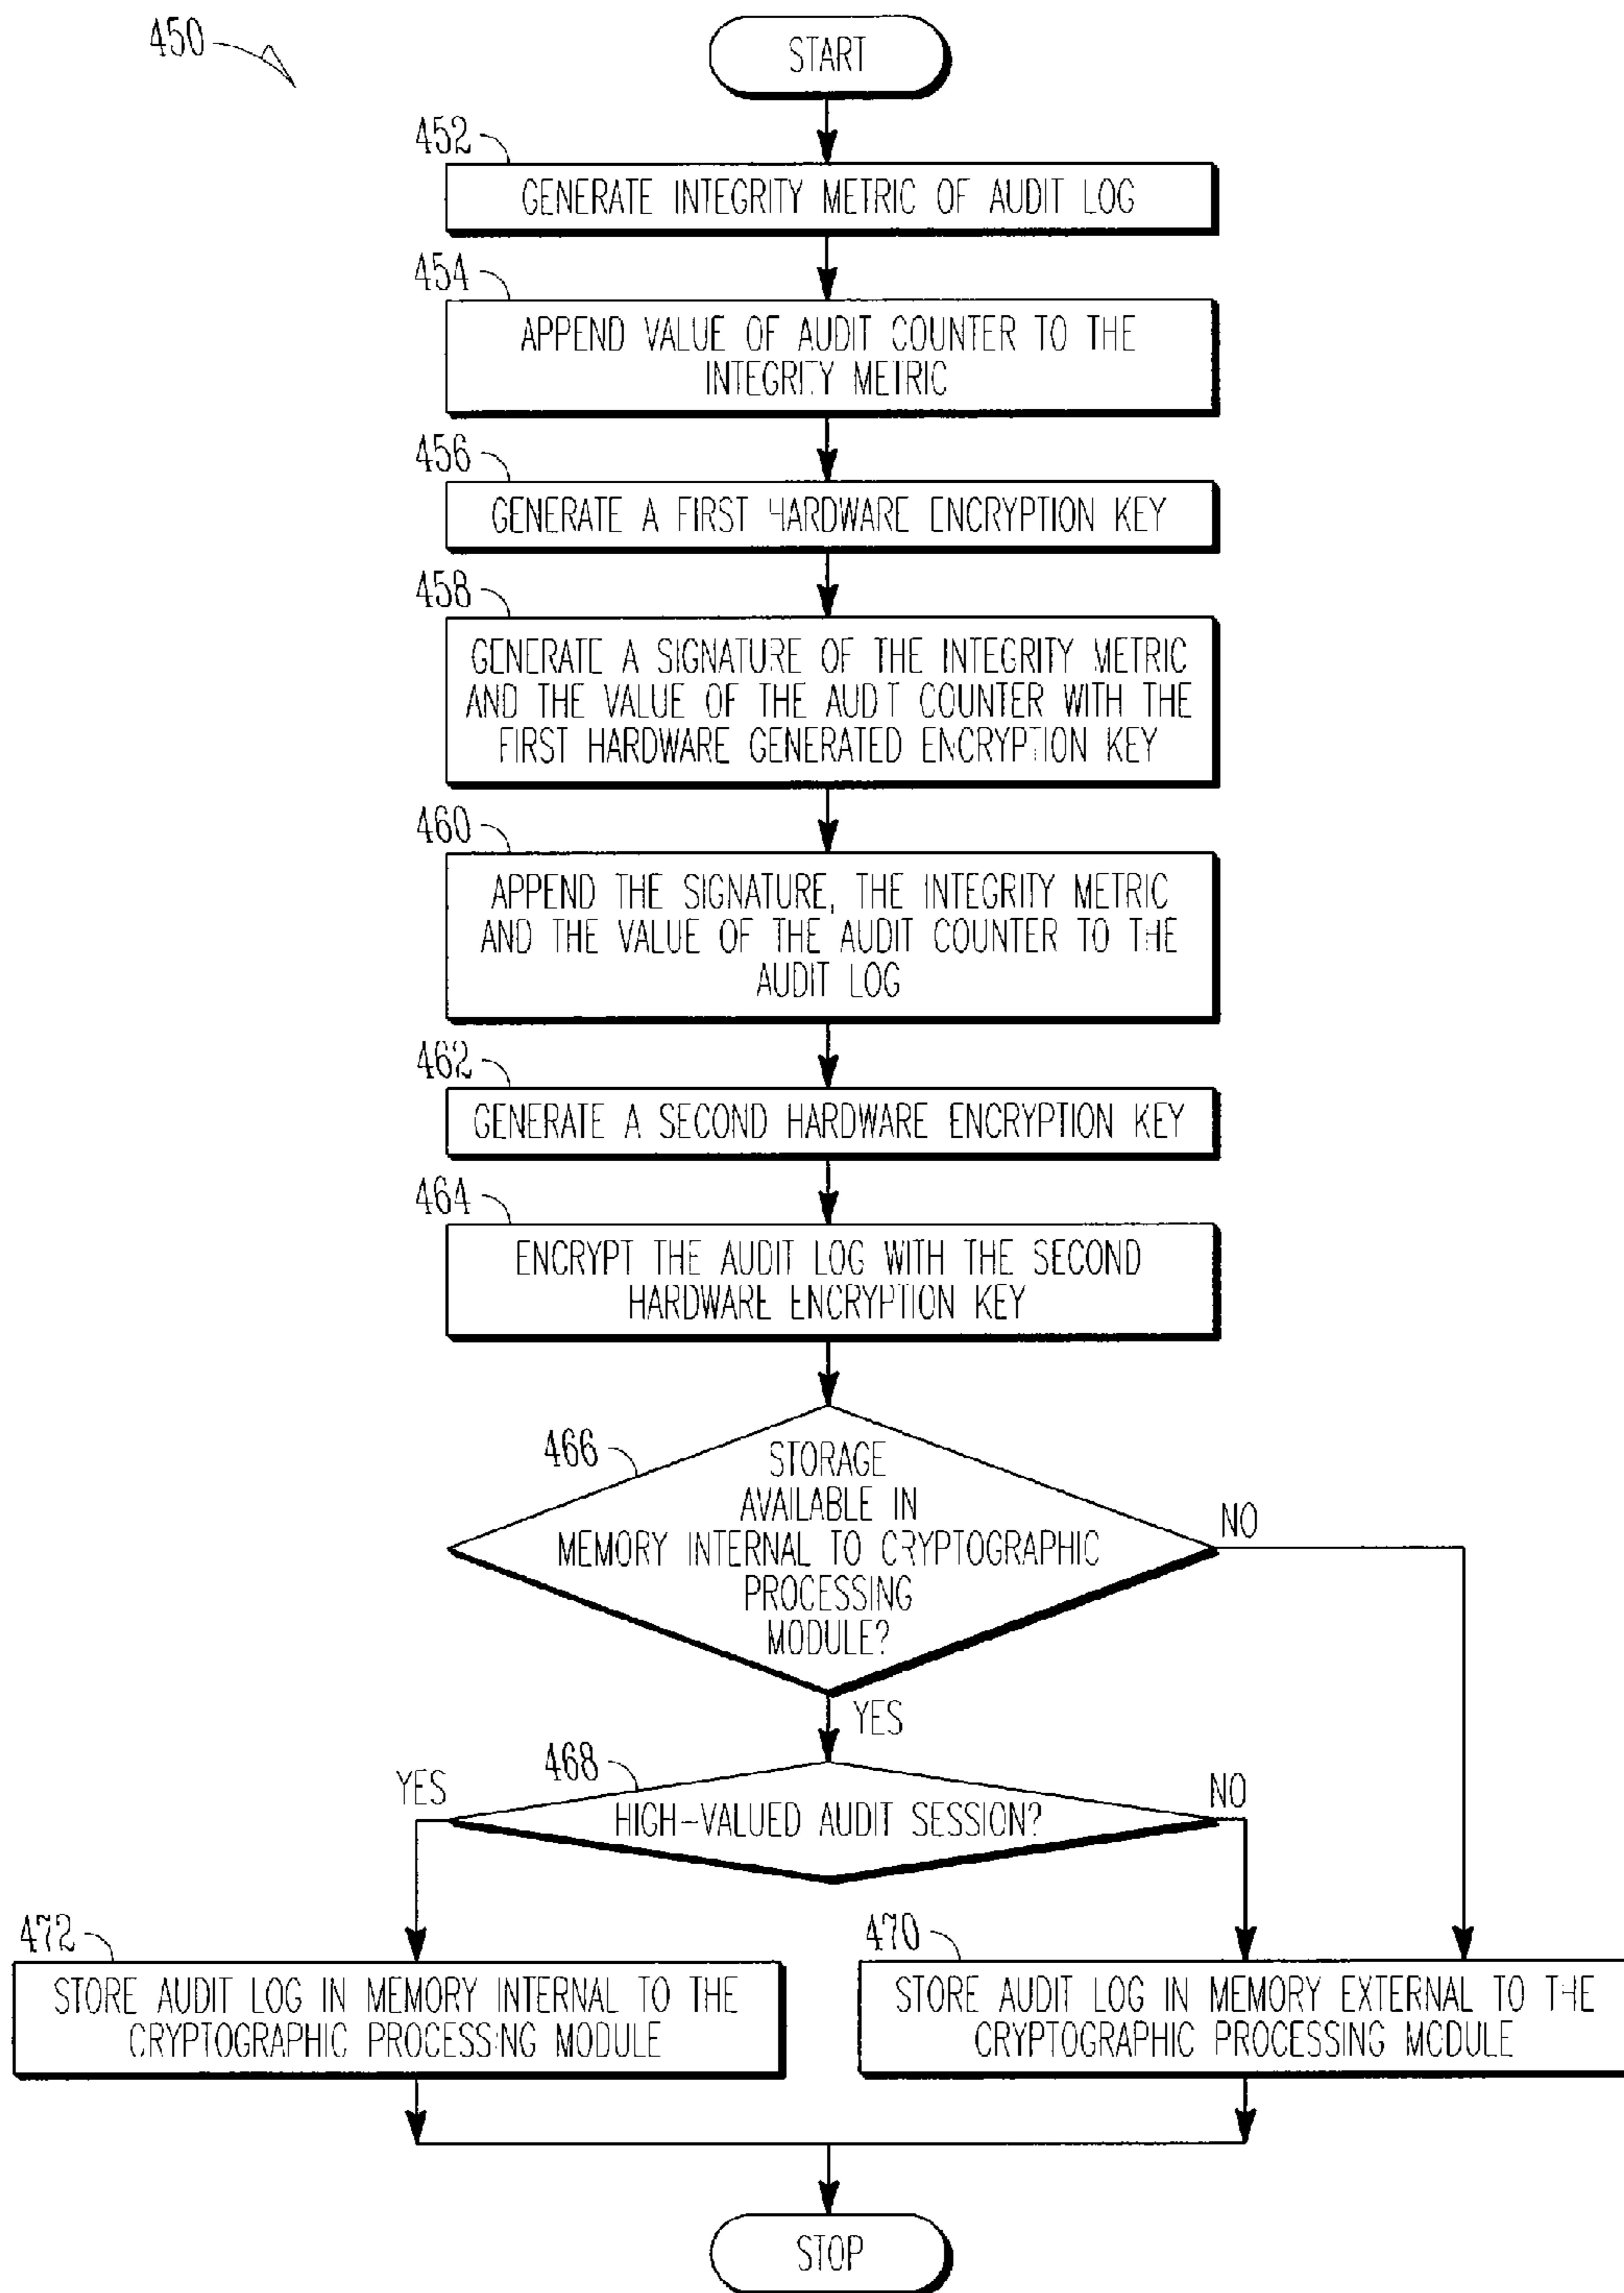 450
START
452
GENERATE INTEGRITY METRIC OF AUDIT LOG
454
APPEND VALUE OF AUDIT COUNTER TO THE
INTEGRITY METRIC
456
GENERATE A FIRST HARDWARE ENCRYPTION KEY
458
GENERATE A SIGNATURE OF THE INTEGRITY METRIC
AND THE VALUE OF THE AUDIT COUNTER WITH THE
FIRST HARDWARE GENERATED ENCRYPTION KEY
460
APPEND THE SIGNATURE, THE INTEGRITY METRIC
AND THE VALUE OF THE AUDIT COUNTER TO THE
AUDIT LOG
462
GENERATE A SECOND HARDWARE ENCRYPTION KEY
464
ENCRYPT THE AUDIT LOG WITH THE SECOND
HARDWARE ENCRYPTION KEY
466
STORAGE
AVAILABLE IN
MEMORY INTERNAL TO CRYPTOGRAPHIC
PROCESSING
MODULE?
NO
YES
468
HIGH-VALUED AUDIT SESSION?
YES
NO
472
STORE AUDIT LOG IN MEMORY INTERNAL TO THE
CRYPTOGRAPHIC PROCESSING MODULE
470
STORE AUDIT LOG IN MEMORY EXTERNAL TO THE
CRYPTOGRAPHIC PROCESSING MODULE
STOP